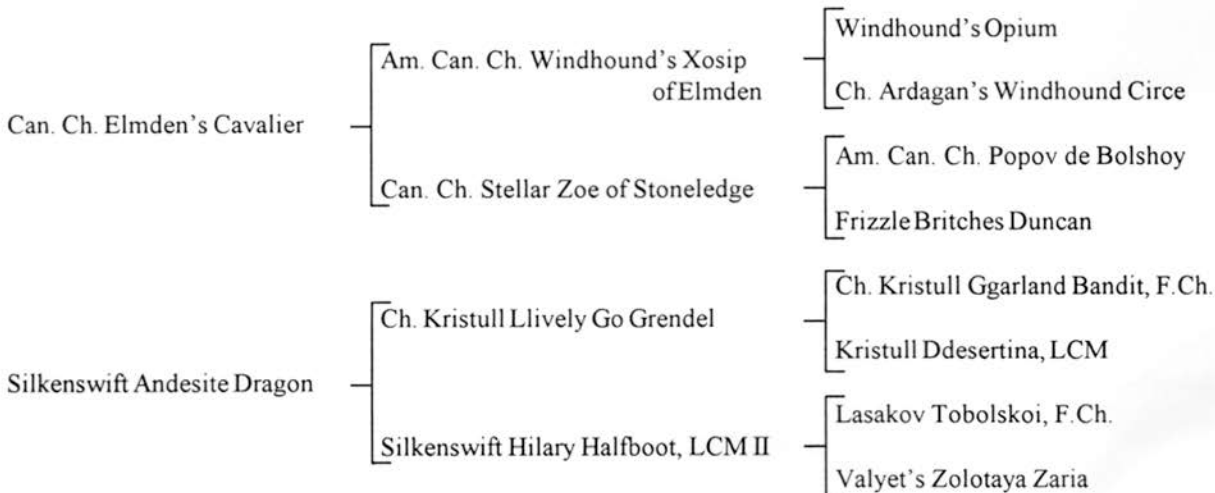 Windhound's Opium
Am. Can. Ch. Windhound's Xosip
of Elmden
Ch. Ardagan's Windhound Circe
Can. Ch. Elmden's Cavalier
Am. Can. Ch. Popov de Bolshoy
Can. Ch. Stellar Zoe of Stoneledge
Frizzle Britches Duncan
Ch. Kristull Ggarland Bandit, F.Ch.
Ch. Kristull Llively Go Grendel
Kristull Ddesertina, LCM
Silkenswift Andesite Dragon
Lasakov Tobolskoi, F.Ch.
Silkenswift Hilary Halfboot, LCM II
Valyet's Zolotaya Zaria